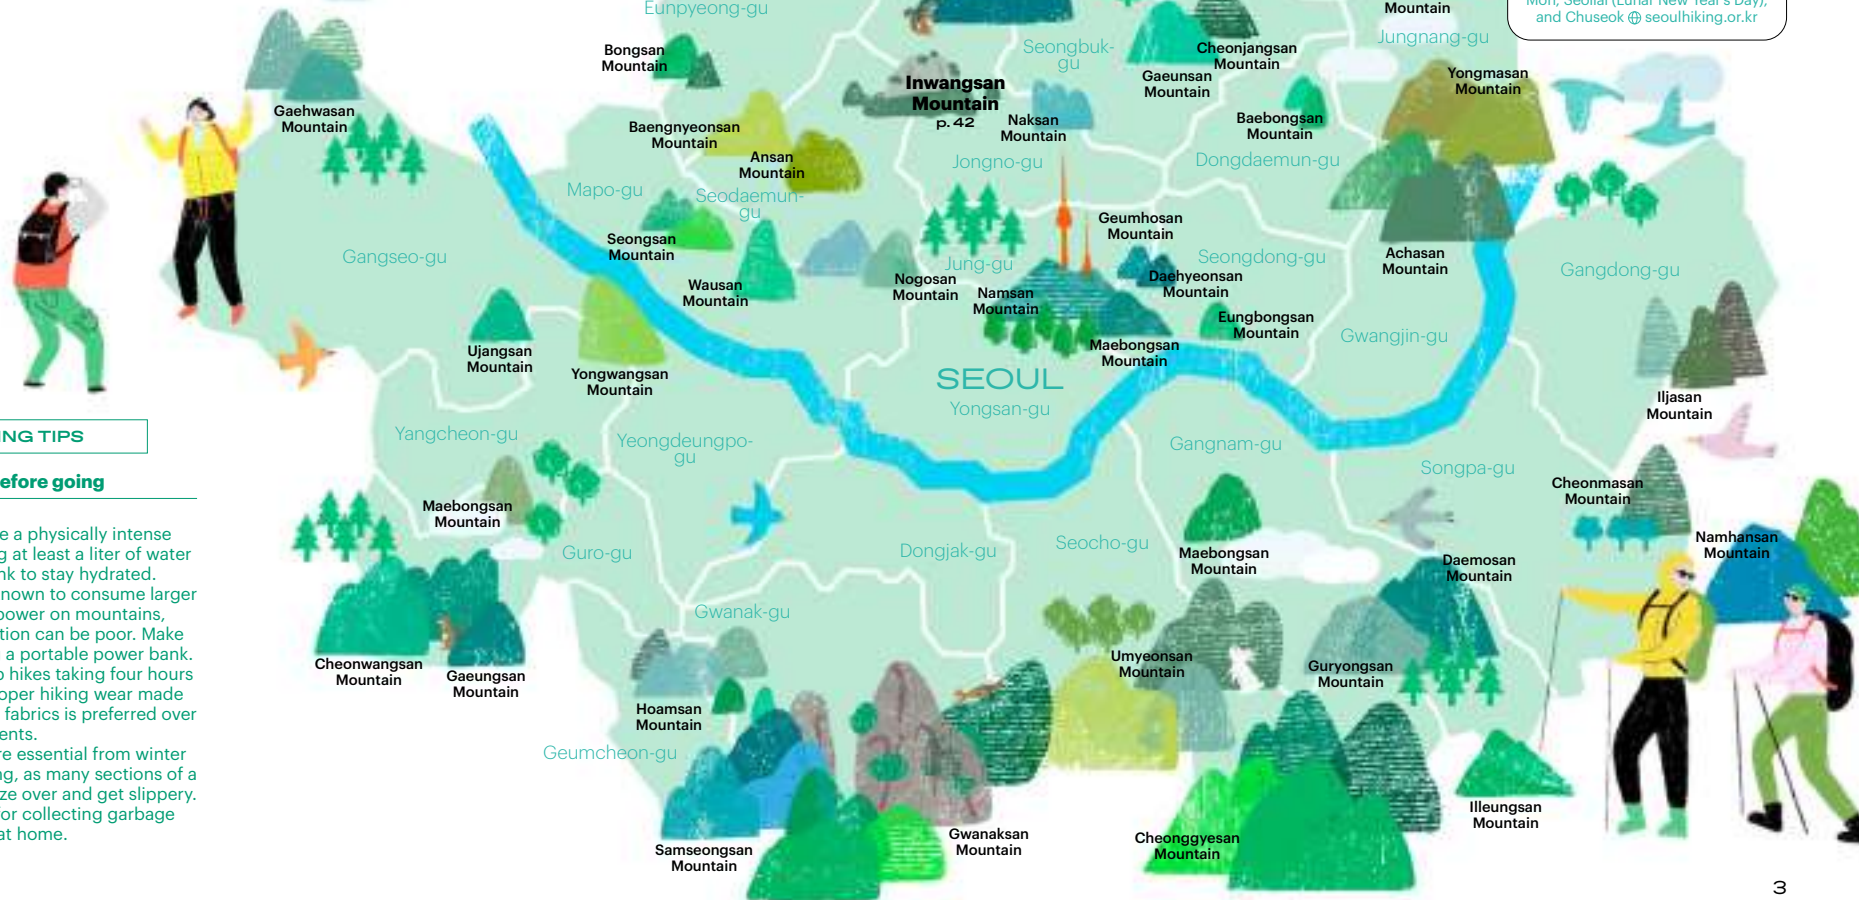 Eunpyeong-gu
Mountain
Mon, Seollal (Lunar New Year's Day),
and Chuseok seoulhiking.or.kr
Jungnang-gu
Bongsan
Mountain
Seongbuk-
gu
Cheonjangsan
Mountain
Gaeunsan
Mountain
Yongmasan
Mountain
Inwangsan
Mountain
p. 42
Gaehwasan
Mountain
Baengnyeonsan
Mountain
Naksan
Mountain
Baebongsan
Mountain
Ansan
Mountain
Jongno-gu
Dongdaemun-gu
Mapo-gu
Seodaemun-
gu
Geumhosan
Mountain
Seongsan
Mountain
Gangseo-gu
Jung-gu
Seongdong-gu
Achasan
Mountain
Gangdong-gu
Nogosan
Mountain
Wausan
Mountain
Namsan
Mountain
Daehyeonsan
Mountain
Eungbongsan
Mountain
Gwangjin-gu
Ujangsan
Mountain
Maebongsan
Mountain
Yongwangsan
Mountain
SEOUL
Yongsan-gu
Iljasan
Mountain
NG TIPS
Yangcheon-gu
Yeongdeungpo-
gu
Gangnam-gu
Songpa-gu
efore going
Cheonmasan
Mountain
Maebongsan
Mountain
e a physically intense
g at least a liter of water
nk to stay hydrated.
nown to consume larger
power on mountains,
tion can be poor. Make
a portable power bank.
o hikes taking four hours
oper hiking wear made
fabrics is preferred over
ents.
re essential from winter
ng, as many sections of a
ze over and get slippery.
for collecting garbage
at home.
Guro-gu
Dongjak-gu
Seocho-gu
Maebongsan
Mountain
Namhansan
Mountain
Daemosan
Mountain
Gwanak-gu
Cheonwangsan
Mountain
Gaeungsan
Mountain
Umyeonsan
Mountain
Guryongsan
Mountain
Hoamsan
Mountain
Geumcheon-gu
Illeungsan
Mountain
Samseongsan
Mountain
Gwanaksan
Mountain
Cheonggyesan
Mountain
3